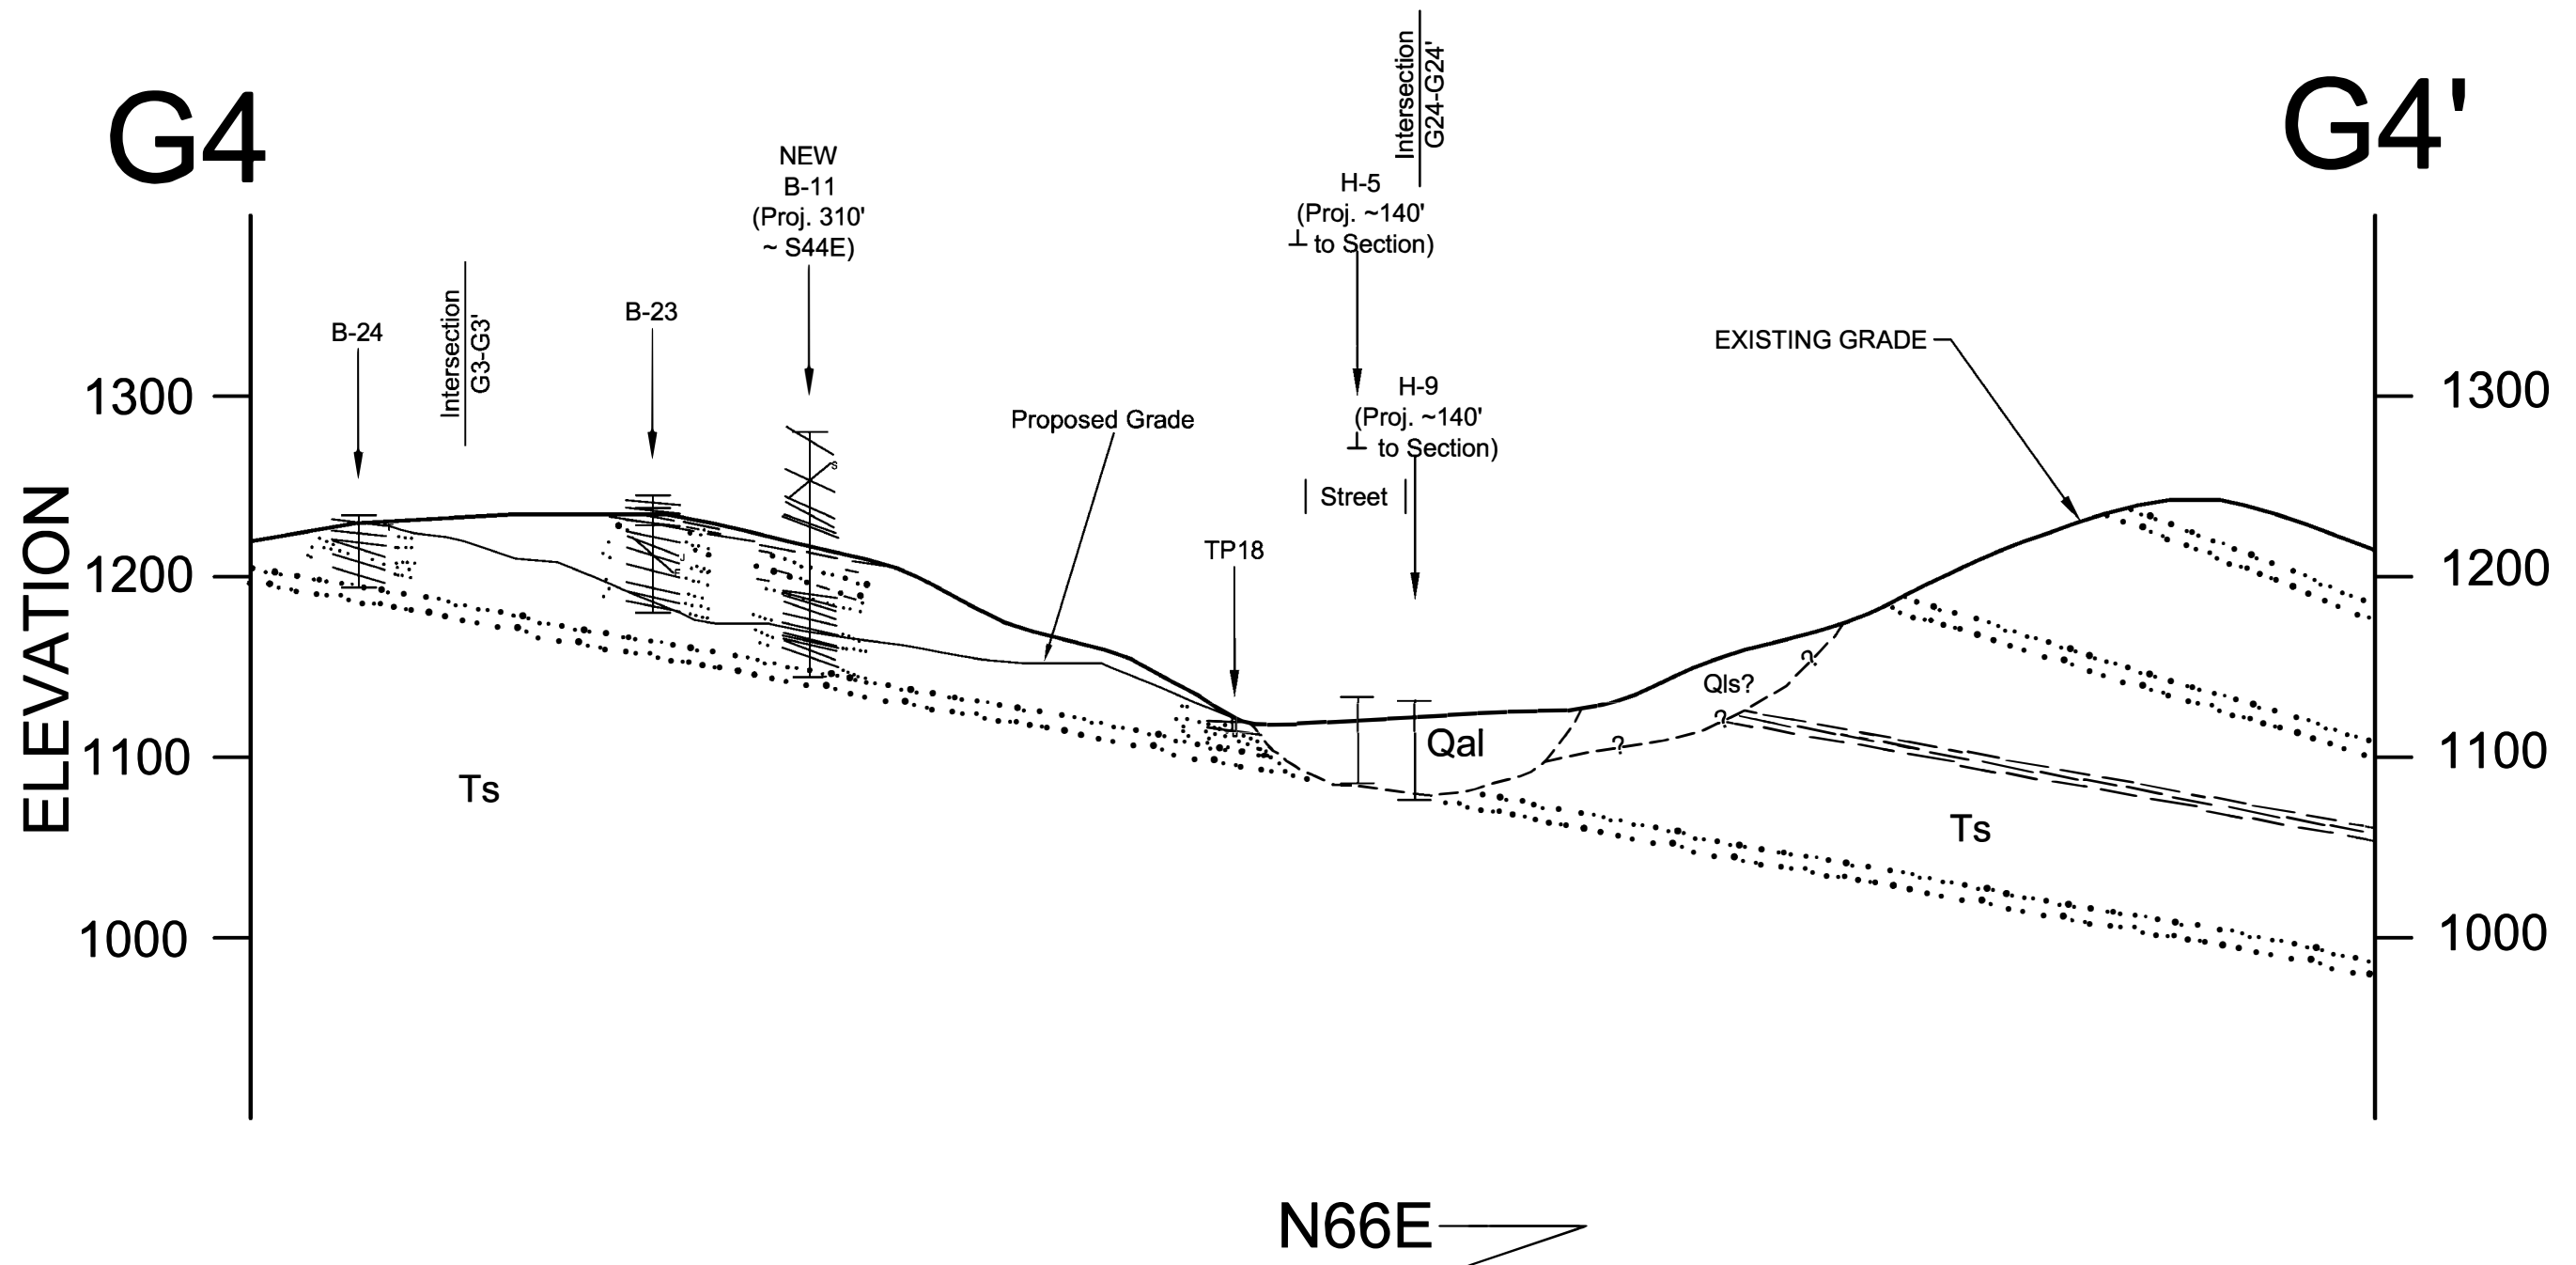 G4
G4'
Intersection
G24-G24'
NEW
B-11
(Proj. 310'
~ S44E)
H-5
(Proj. ~140'
⊥ to Section)
Intersection
G3-G3'
B-24
B-23
EXISTING GRADE
1300
1300
H-9
(Proj. ~140'
⊥ to Section)
Proposed Grade
S
Street
TP18
ELEVATION
1200
1200
J
F
?
Qls?
?
?
Qal
1100
1100
Ts
Ts
1000
1000
N66E